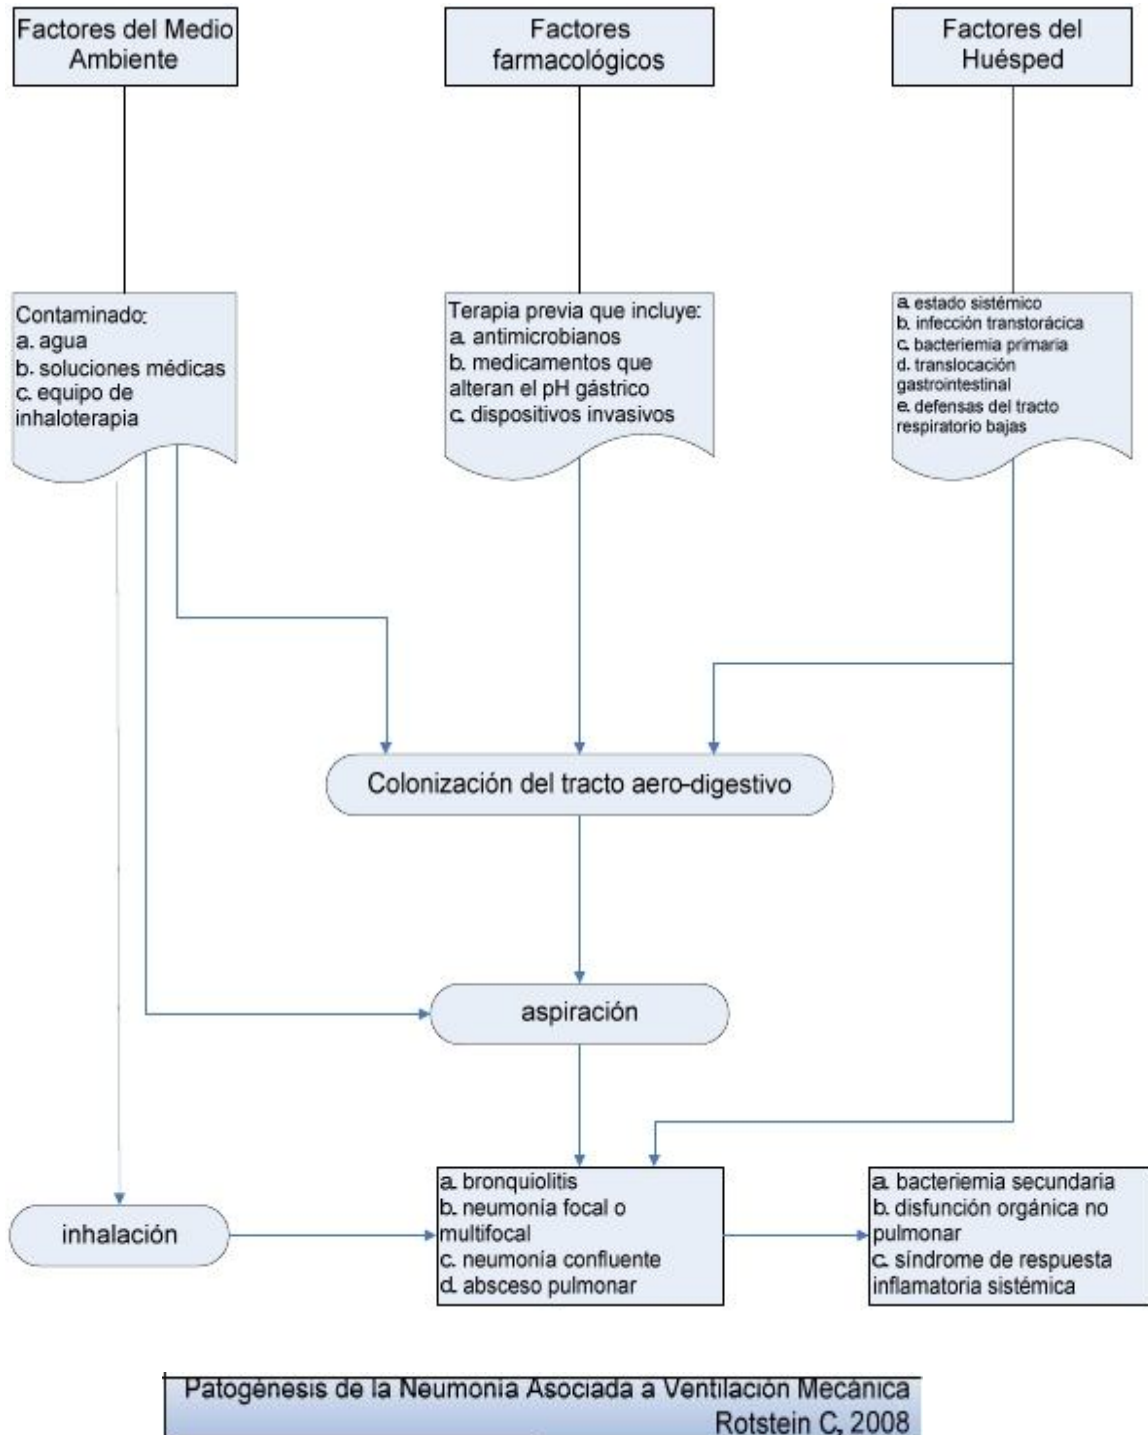 Factores del Medio
Ambiente
Factores
farmacológicos
Factores del
Huésped
Contaminado:
a. agua
b. soluciones médicas
c. equipo de
inhaloterapia
Terapia previa que incluye:
a. antimicrobianos
b. medicamentos que
alteran el pH gástrico
c. dispositivos invasivos
a. estado sistémico
b. infección transtorácica
c. bacteriemia primaria
d. translocación
gastrointestinal
e. defensas del tracto
respiratorio bajas
Colonización del tracto aero-digestivo
aspiración
inhalación
a. bronquiolitis
b. neumonía focal o
multifocal
c. neumonía confluente
d. absceso pulmonar
a. bacteriemia secundaria
b. disfunción orgánica no
pulmonar
c. síndrome de respuesta
inflamatoria sistémica
Patogénesis de la Neumonía Asociada a Ventilación Mecánica
Rotstein C, 2008